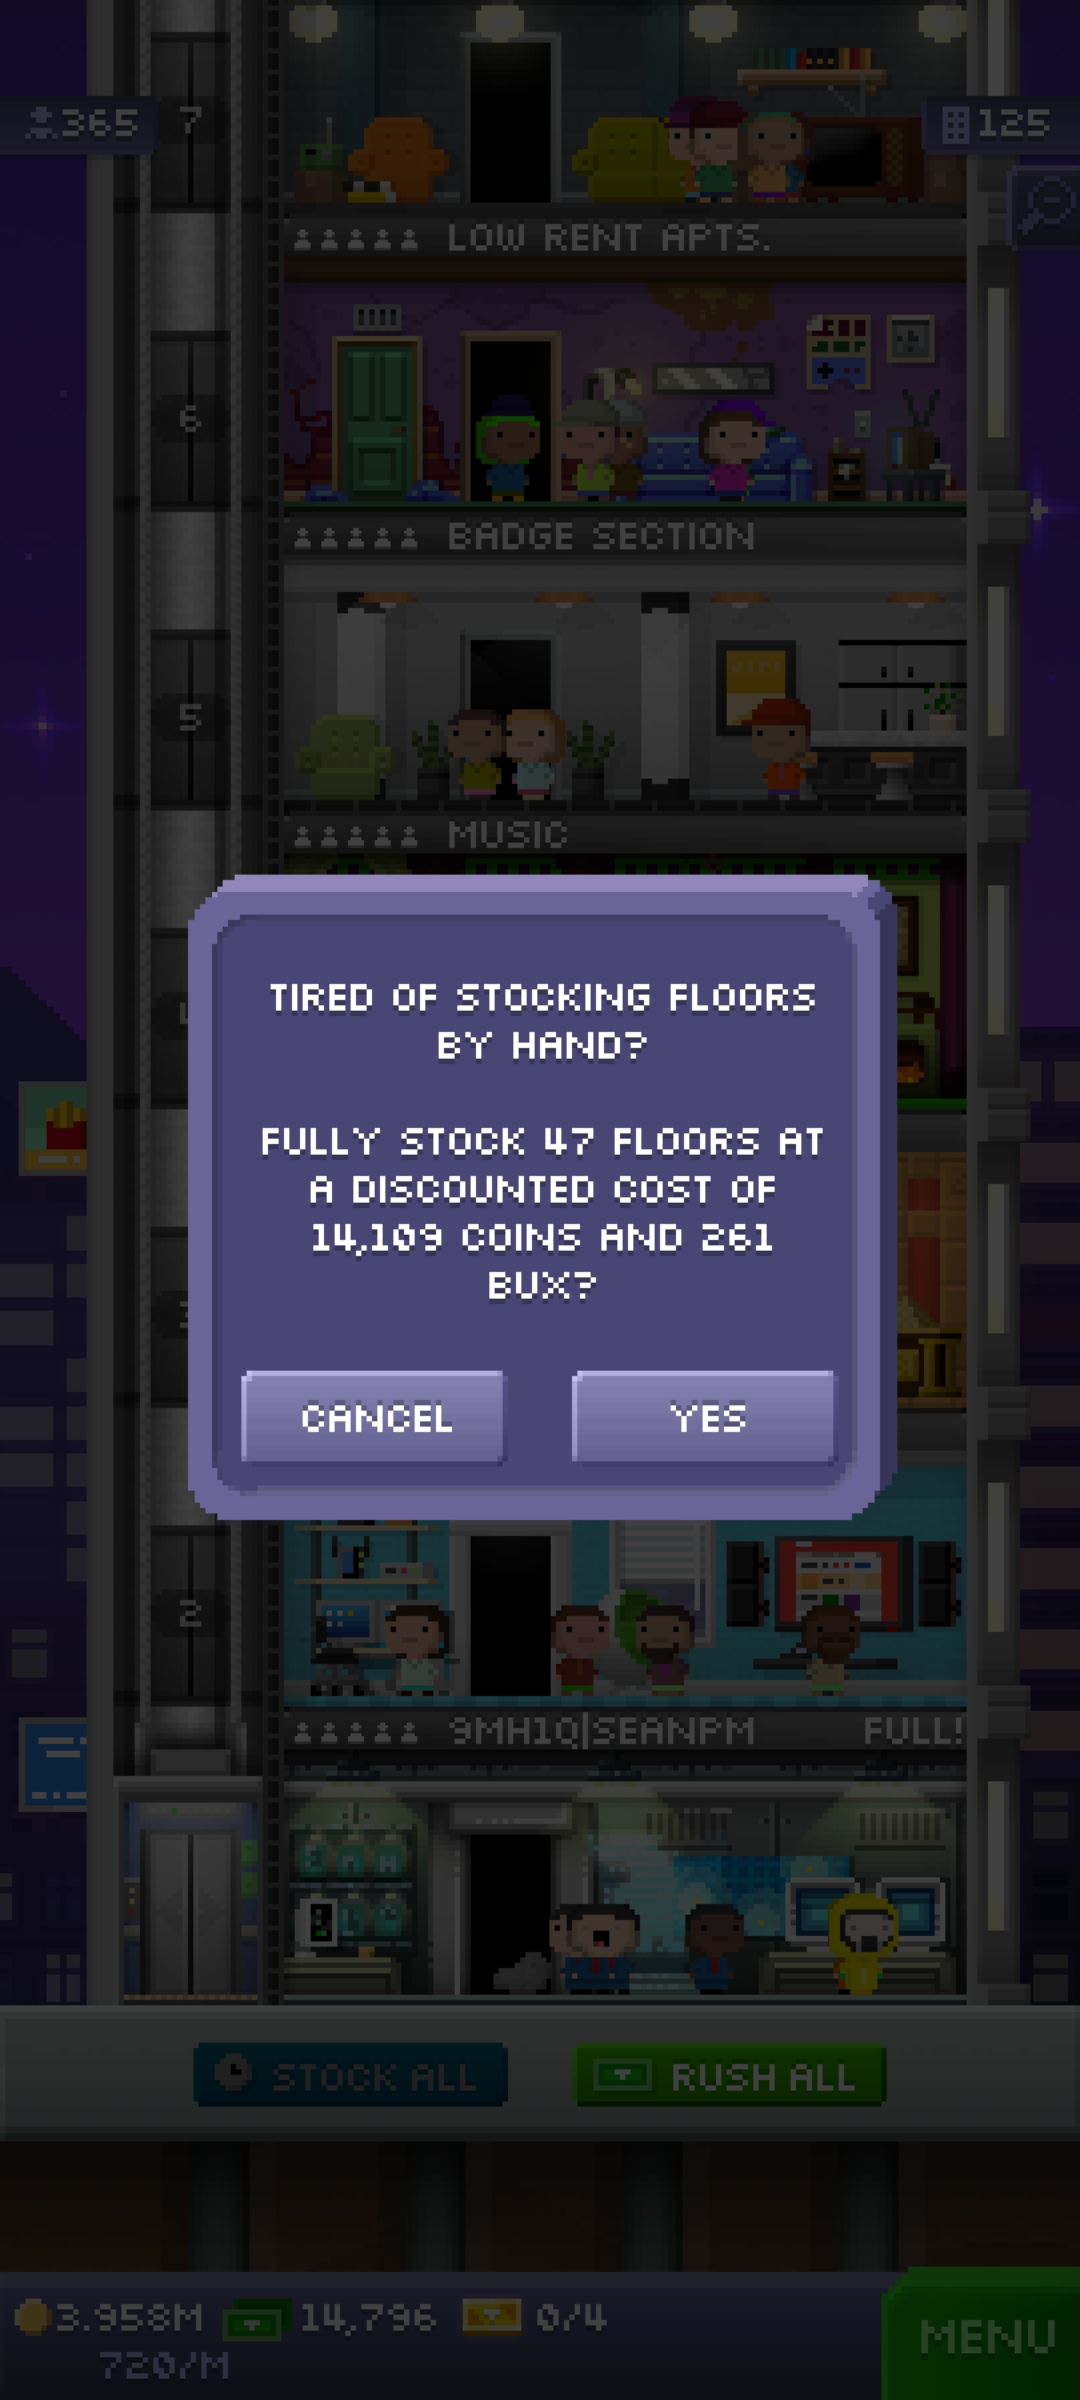 365
7
125
LOW RENT APTS.
6
BADGE SECTION
5
MUSIC
TIRED OF STOCKING FLOORS
BY HAND?
FULLY STOCK 47 FLOORS AT
A DISCOUNTED COST OF
14,109 COINS AND 261
BUX?
CANCEL
YES
2
9MH1Q|SEANPM
FULL!
STOCK ALL
RUSH ALL
3.958M
14,796
0/4
720/M
MENU